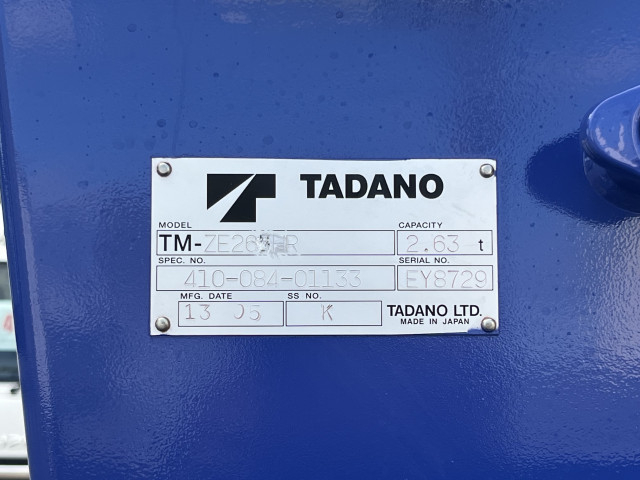 TADANO
MODEL CAPACITY
TM- 2.63 t
SPEC. NO. SERIAL NO.
410-084-01133 EY8729
MFG. DATE SS NO.
13 05 K TADANO LTD.
MADE IN JAPAN